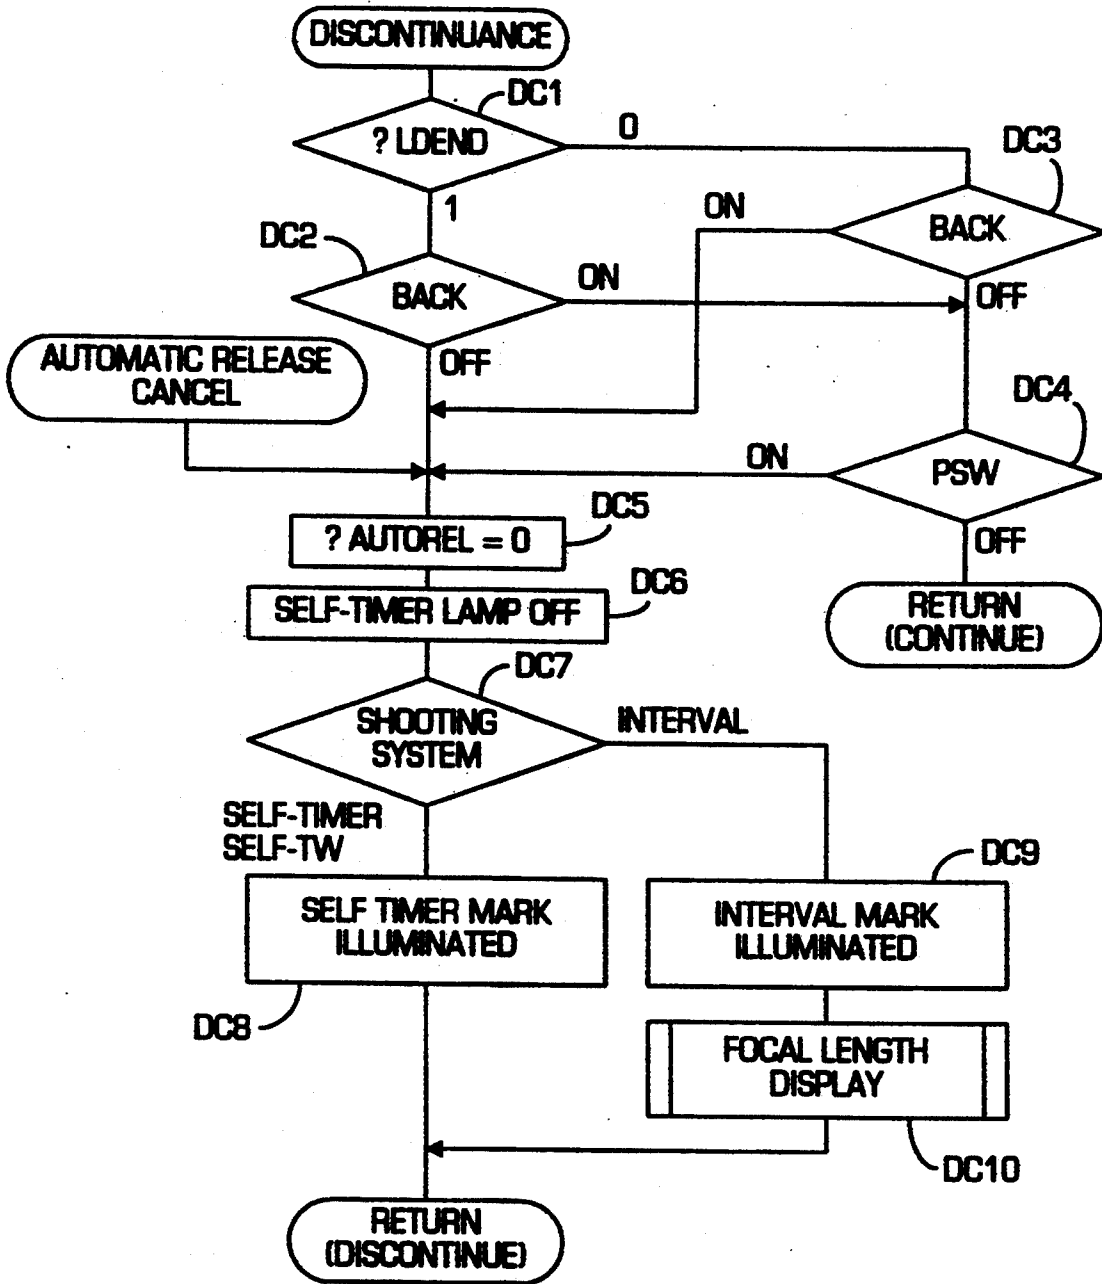 DISCONTINUANCE
DC1
? LDEND
0
DC3
1
ON
BACK
DC2
BACK
ON
OFF
OFF
AUTOMATIC RELEASE
CANCEL
DC4
ON
PSW
DC5
? AUTOREL = 0
OFF
DC6
SELF-TIMER LAMP OFF
RETURN
(CONTINUE)
DC7
SHOOTING
SYSTEM
INTERVAL
SELF-TIMER
SELF-TW
DC9
SELF TIMER MARK
ILLUMINATED
INTERVAL MARK
ILLUMINATED
DC8
FOCAL LENGTH
DISPLAY
DC10
RETURN
(DISCONTINUE)